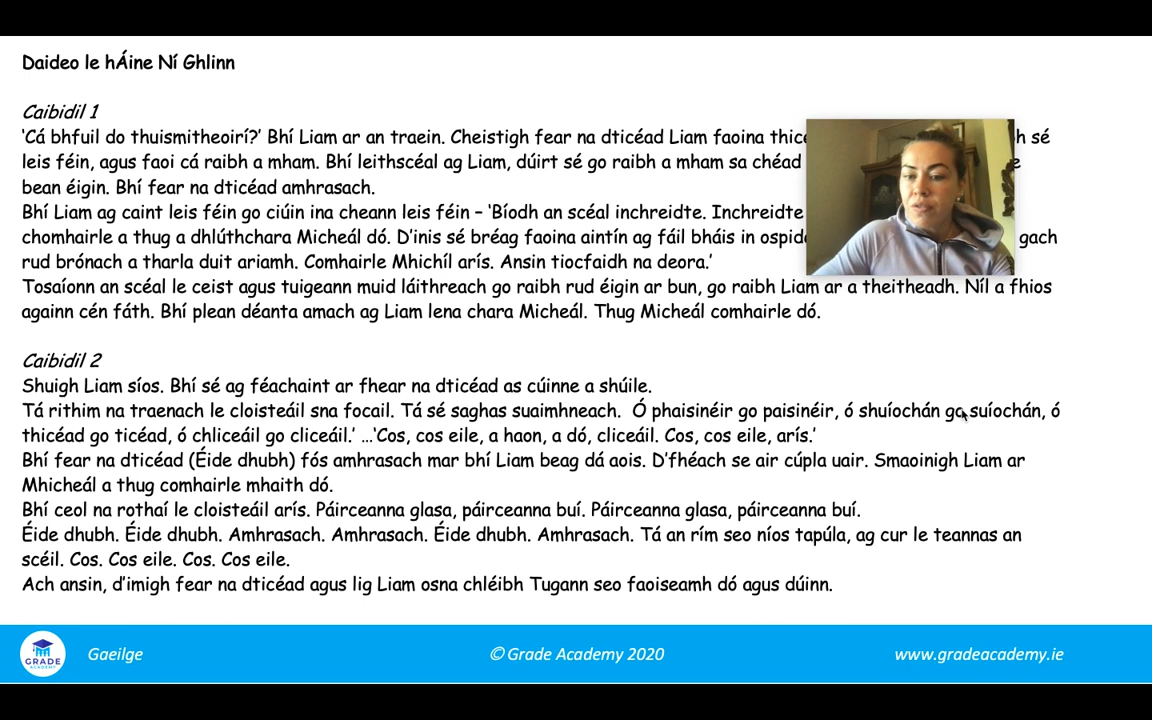 Daideo le hÁine Ní Ghlinn
Caibidil 1
'Cá bhfuil do thuismitheoirí?' Bhí Liam ar an traein. Cheistigh fear na dticéad Liam faoina sé
leis féin, agus faoi cá raibh a mham. Bhí leithscéal ag Liam, dúirt sé go raibh a mham sa chéad
bean éigin. Bhí fear na dticéad amhrasach.
Bhí Liam ag caint leis féin go ciúin ina cheann leis féin – 'Bíodh an scéal inchreidte. Inchreidte
chomhairle a thug a dhlúthchara Micheál dó. D'inis sé bréag faoina aintín ag fáil bháis in gach
rud brónach a tharla duit ariamh. Comhairle Mhichíl arís. Ansin tiocfaidh na deora.'
Tosaíonn an scéal le ceist agus tuigeann muid láithreach go raibh rud éigin ar bun, go raibh Liam ar a theitheadh. Níl a fhios
againn cén fáth. Bhí plean déanta amach ag Liam lena chara Micheál. Thug Micheál comhairle dó.
Caibidil 2
Shuigh Liam síos. Bhí sé ag féachaint ar fhear na dticéad as cúinne a shúile.
Tá rithim na traenach le cloisteáil sna focail. Tá sé saghas suaimhneach. Ó phaisinéir go paisinéir, ó shuíochán go suíochán, ó
thicéad go ticéad, ó chliceáil go cliceáil.' …'Cos, cos eile, a haon, a dó, cliceáil. Cos, cos eile, arís.'
Bhí fear na dticéad (Éide dhubh) fós amhrasach mar bhí Liam beag dá aois. D'fhéach se air cúpla uair. Smaoinigh Liam ar
Mhicheál a thug comhairle mhaith dó.
Bhí ceol na rothaí le cloisteáil arís. Páirceanna glasa, páirceanna buí. Páirceanna glasa, páirceanna buí.
Éide dhubh. Éide dhubh. Amhrasach. Amhrasach. Éide dhubh. Amhrasach. Tá an rím seo níos tapúla, ag cur le teannas an
scéil. Cos. Cos eile. Cos. Cos eile.
Ach ansin, d'imigh fear na dticéad agus lig Liam osna chléibh Tugann seo faoiseamh dó agus dúinn.
GRADE
ACADEMY
Gaeilge
© Grade Academy 2020
www.gradeacademy.ie